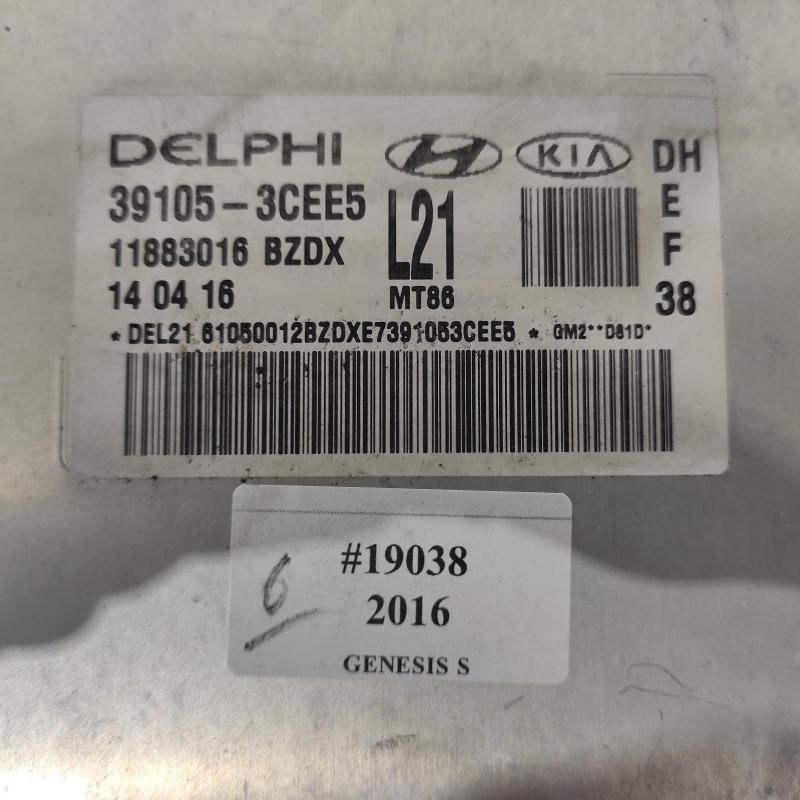 DELPHI KIA DH
39105-3CEE5 L21 E
11883016 BZDX F
14 04 16 MT86 38
*DEL21 61050012BZDXE7391053CEE5 * GM2**D81D*
6
#19038
2016
GENESIS S